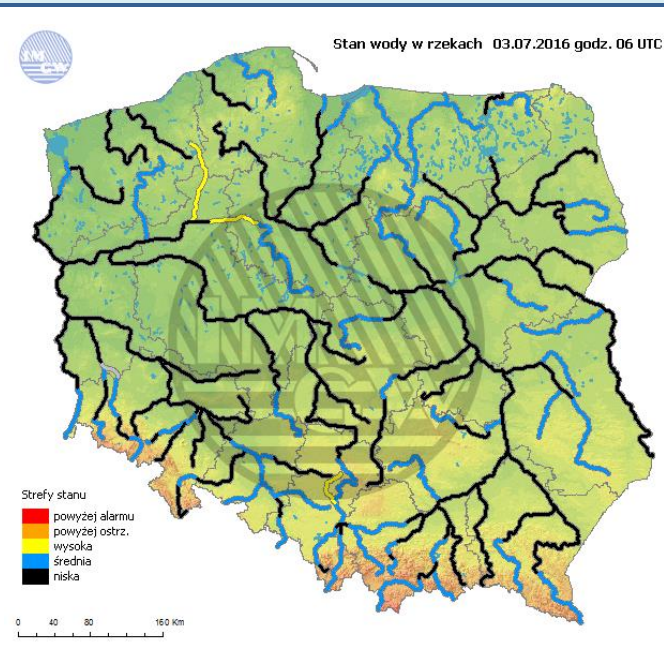 Stan wody w rzekach 03.07.2016 godz. 06 UTC
IMGW
Strefy stanu
powyżej alarmu
powyżej ostrz.
wysoka
średnia
niska
0 40 80 160 Km